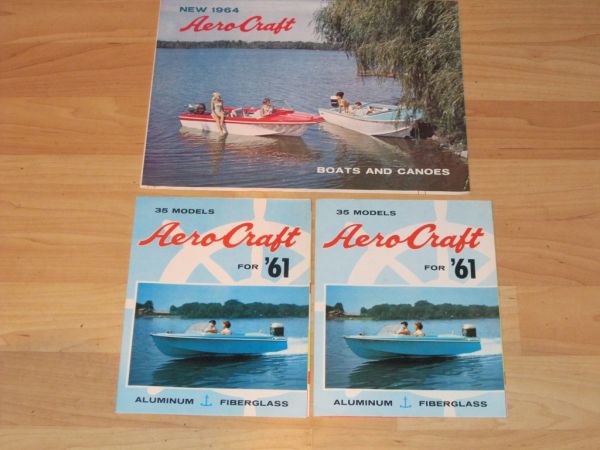 NEW 1964
AeroCraft
BOATS AND CANOES
35 MODELS
AeroCraft
FOR '61
ALUMINUM FIBERGLASS
35 MODELS
AeroCraft
FOR '61
ALUMINUM FIBERGLASS